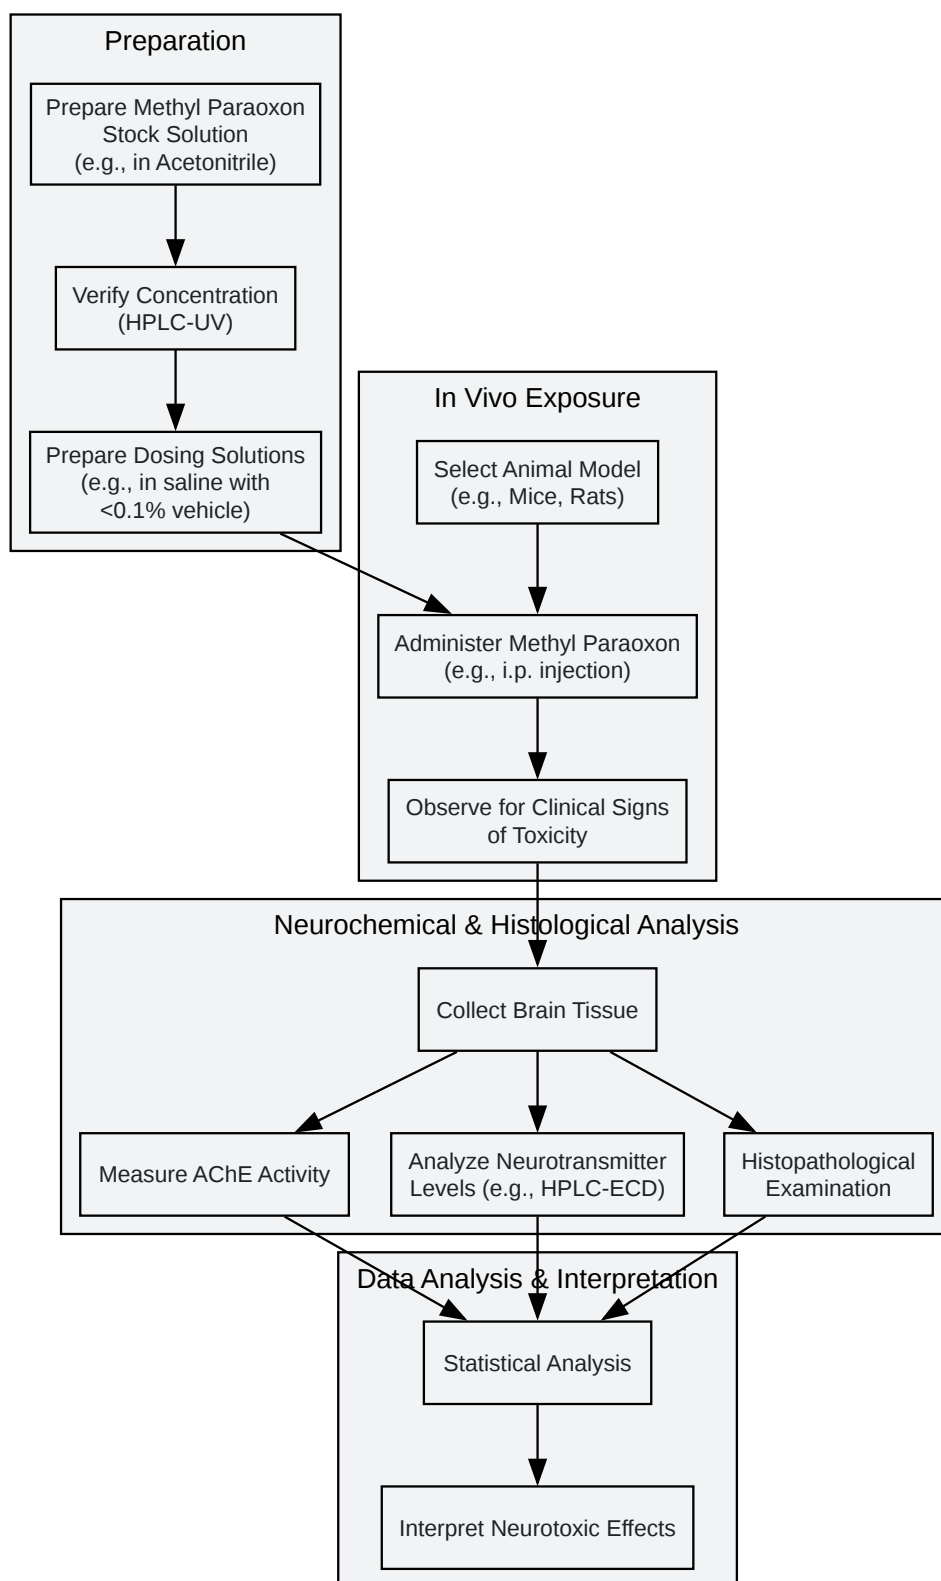 Preparation
Prepare Methyl Paraoxon
Stock Solution
(e.g., in Acetonitrile)
Verify Concentration
(HPLC-UV)
Prepare Dosing Solutions
(e.g., in saline with
<0.1% vehicle)
In Vivo Exposure
Select Animal Model
(e.g., Mice, Rats)
Administer Methyl Paraoxon
(e.g., i.p. injection)
Observe for Clinical Signs
of Toxicity
Neurochemical & Histological Analysis
Collect Brain Tissue
Measure AChE Activity
Analyze Neurotransmitter
Levels (e.g., HPLC-ECD)
Histopathological
Examination
Data Analysis & Interpretation
Statistical Analysis
Interpret Neurotoxic Effects